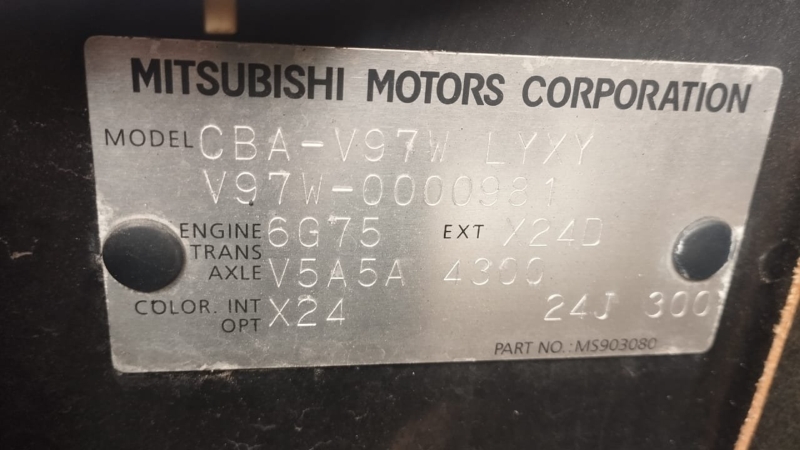 MITSUBISHI MOTORS CORPORATION
MODEL CBA-V97W LYXY
V97W-0000981
ENGINE 6G75 EXT X24D
TRANS
AXLE V5A5A 4300
COLOR. INT X24 24J 300
OPT
PART NO.: MS903080